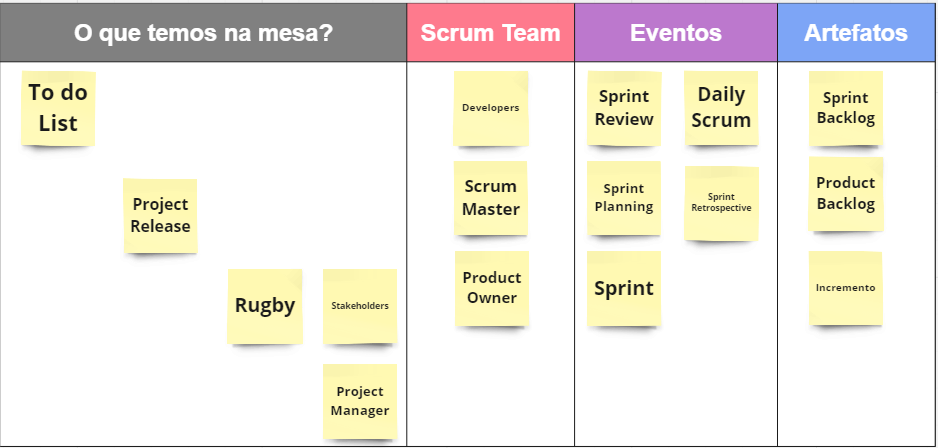 O que temos na mesa?
Scrum Team
Eventos
Artefatos
To do
List
Project
Release
Rugby
Stakeholders
Project
Manager
Developers
Scrum
Master
Product
Owner
Sprint
Review
Daily
Scrum
Sprint
Planning
Sprint
Retrospective
Sprint
Sprint
Backlog
Product
Backlog
Incremento